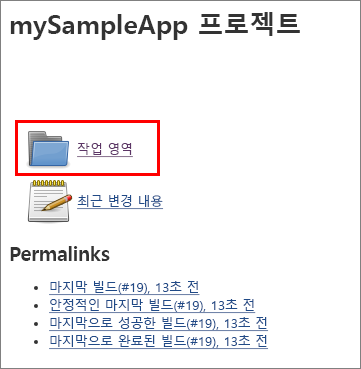 mySampleApp 프로젝트
작업 영역
최근 변경 내용
Permalinks
마지막 빌드(#19), 13초 전
안정적인 마지막 빌드(#19), 13초 전
마지막으로 성공한 빌드(#19), 13초 전
마지막으로 완료된 빌드(#19), 13초 전